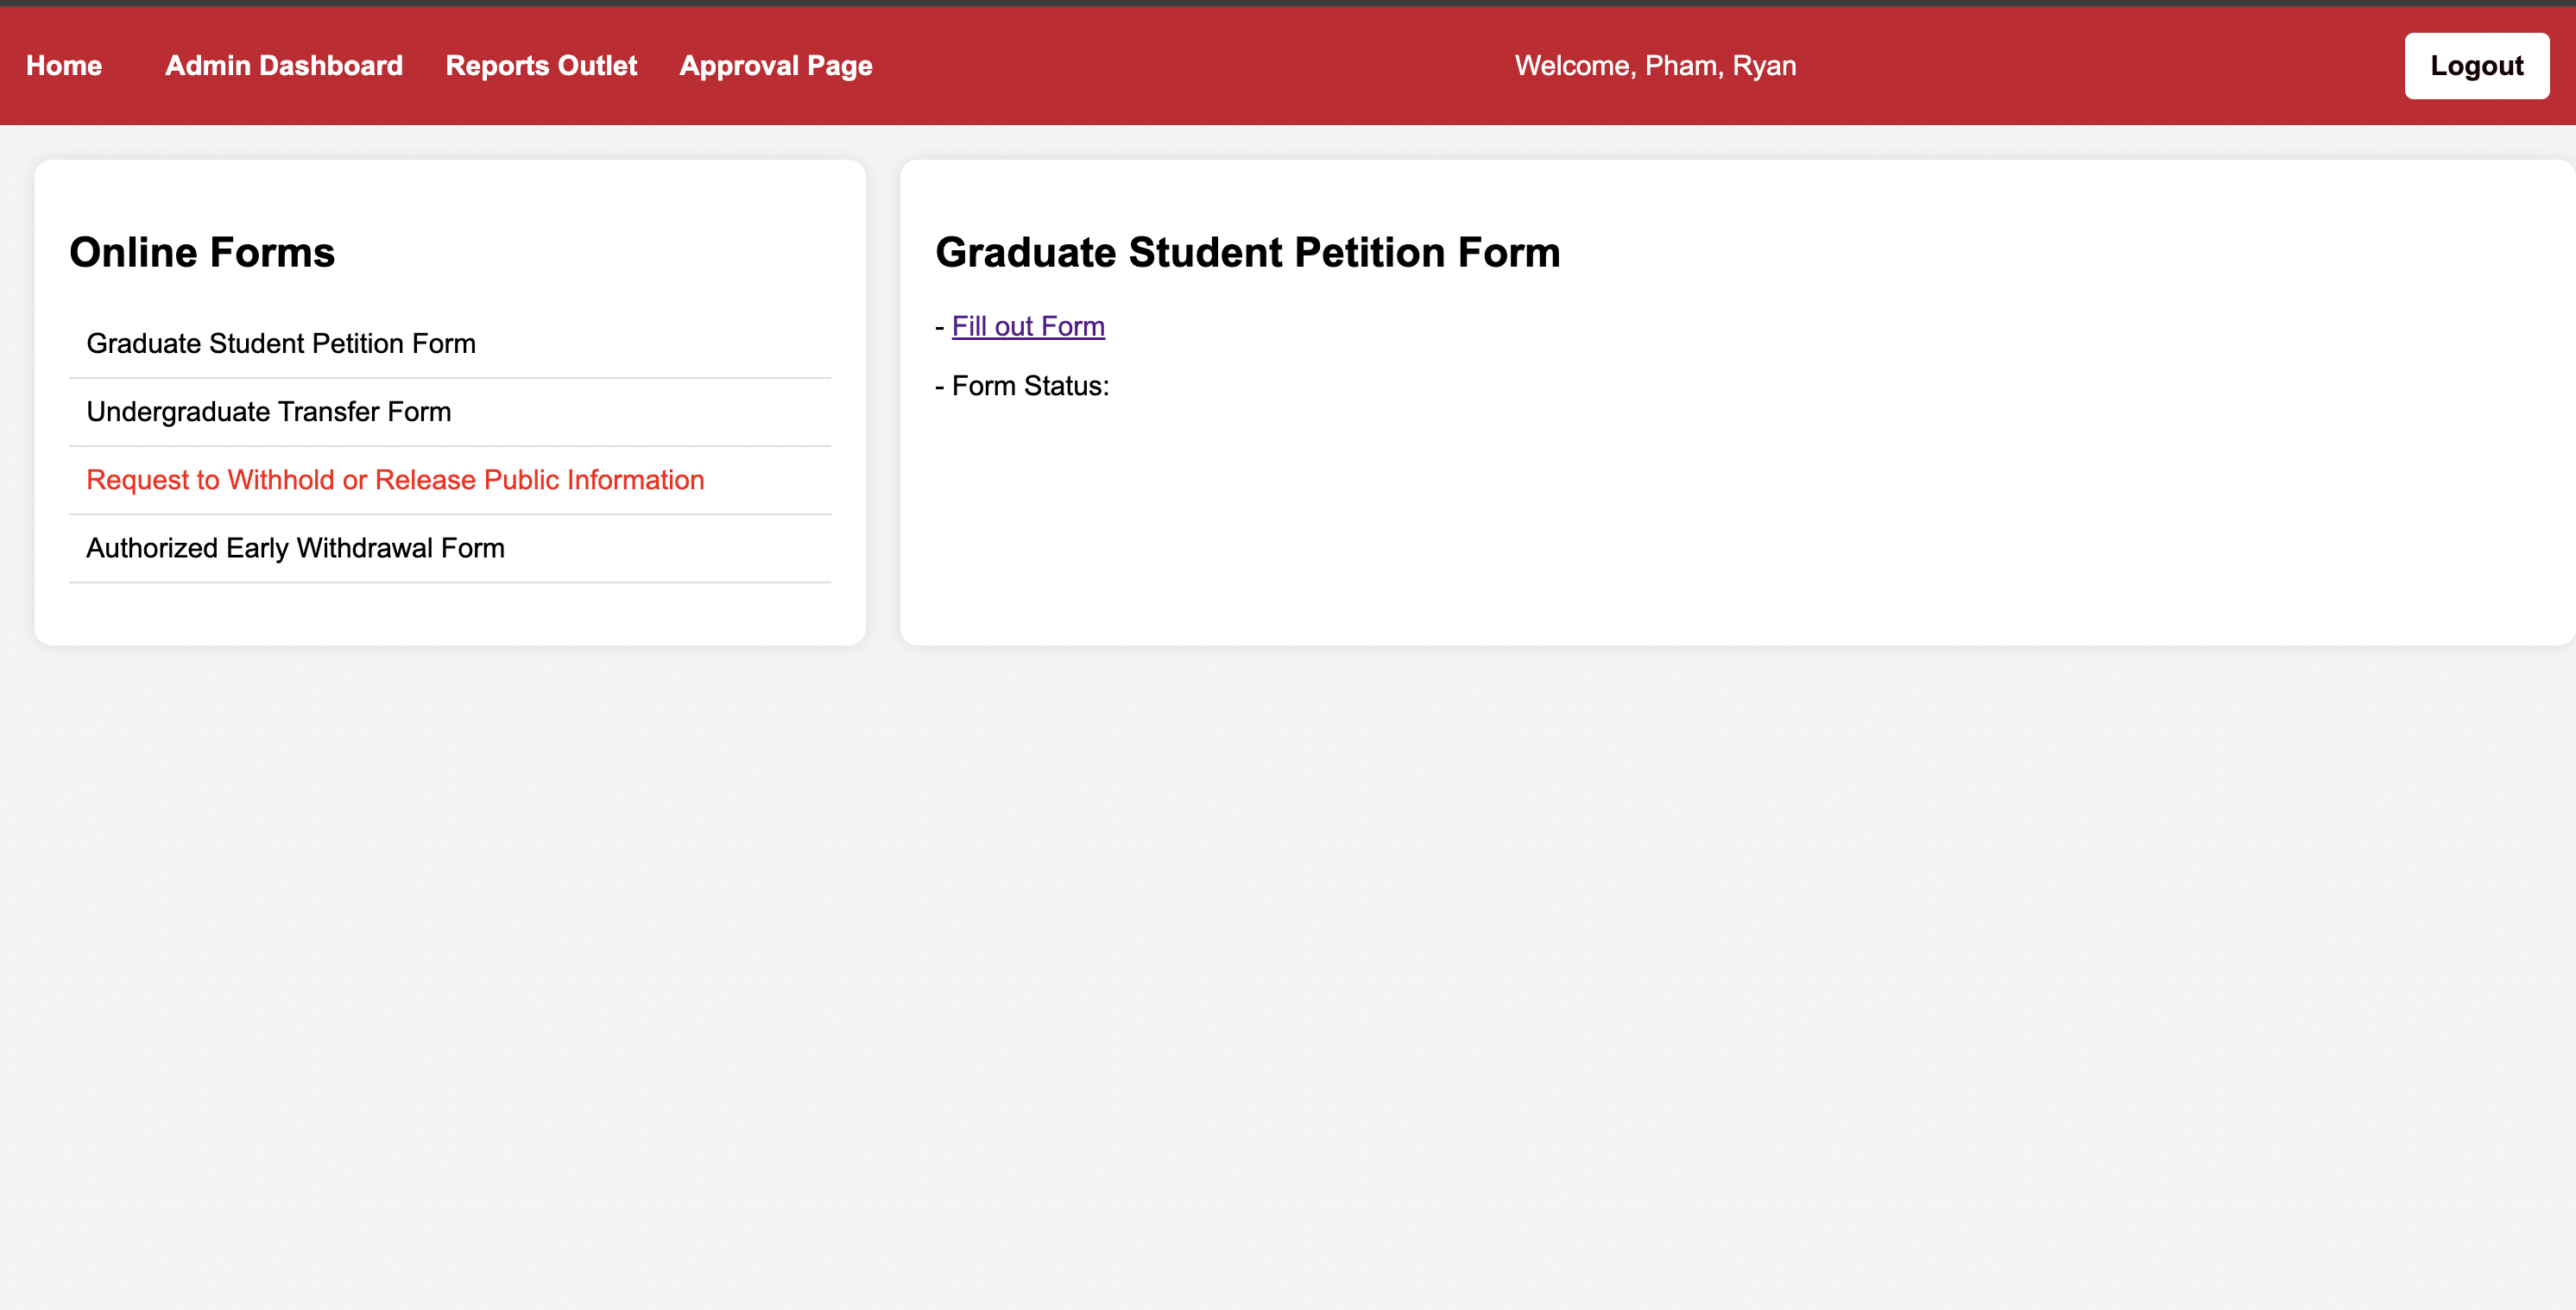 Home Admin Dashboard Reports Outlet Approval Page Welcome, Pham, Ryan Logout
Online Forms
Graduate Student Petition Form
Undergraduate Transfer Form
Request to Withhold or Release Public Information
Authorized Early Withdrawal Form
Graduate Student Petition Form
- Fill out Form
- Form Status: